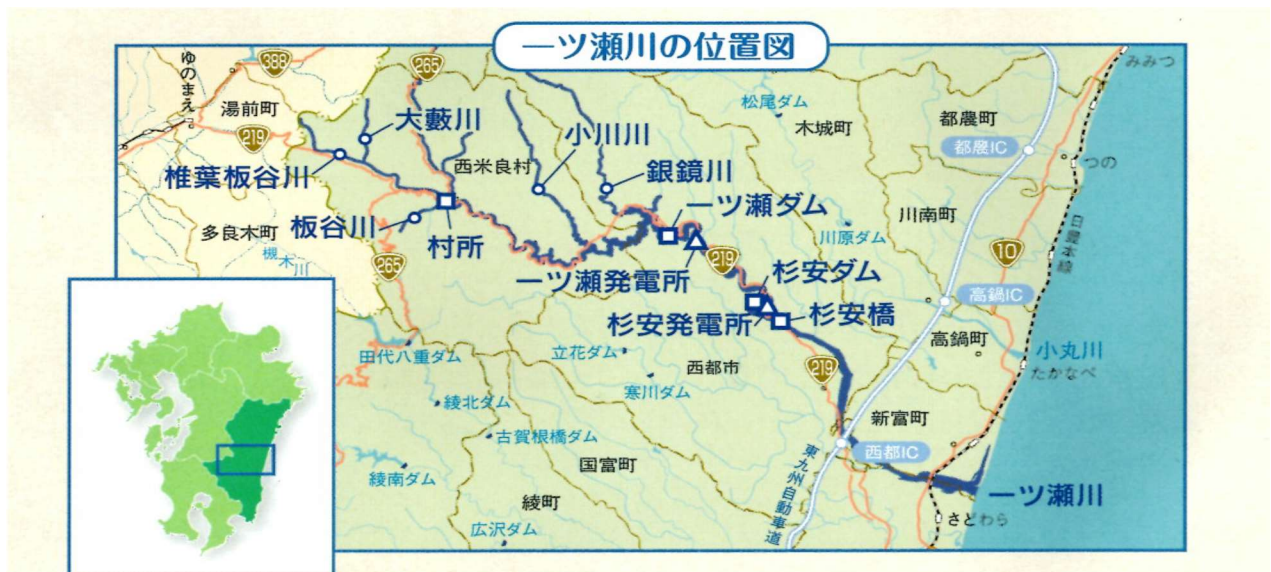 一ツ瀬川の位置図
388
265
ゆのまえ
湯前町
219
大藪川
小川川
松尾ダム
木城町
都農町
みみつ
都農IC
つの
椎葉板谷川
西米良村
銀鏡川
多良木町
板谷川
村所
一ツ瀬ダム
川南町
川原ダム
日豊本線
10
槻木川
265
一ツ瀬発電所
219
杉安ダム
高鍋IC
杉安発電所
杉安橋
高鍋町
小丸川
たかなべ
田代八重ダム
立花ダム
西都市
219
寒川ダム
綾北ダム
新富町
古賀根橋ダム
西都IC
国富町
綾南ダム
東九州自動車道
一ツ瀬川
綾町
さどわら
広沢ダム